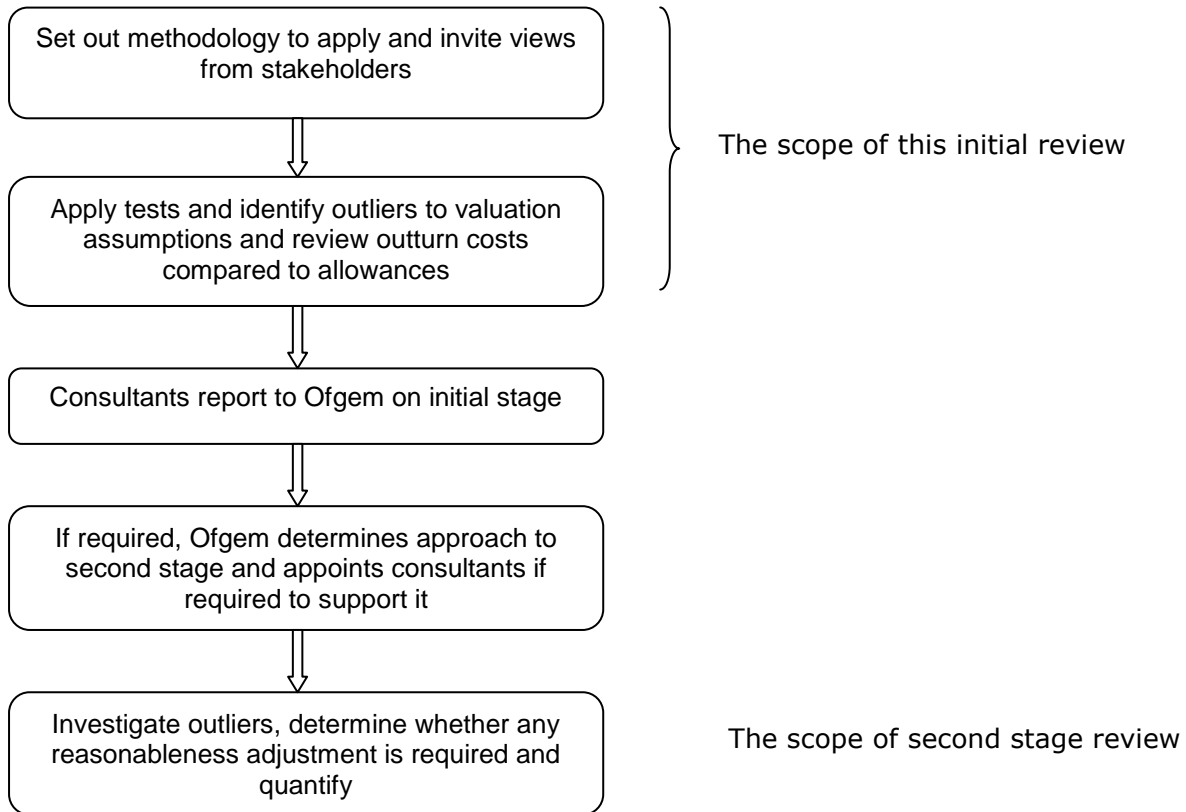 Set out methodology to apply and invite views
from stakeholders
The scope of this initial review
Apply tests and identify outliers to valuation
assumptions and review outturn costs
compared to allowances
Consultants report to Ofgem on initial stage
If required, Ofgem determines approach to
second stage and appoints consultants if
required to support it
Investigate outliers, determine whether any
reasonableness adjustment is required and
quantify
The scope of second stage review